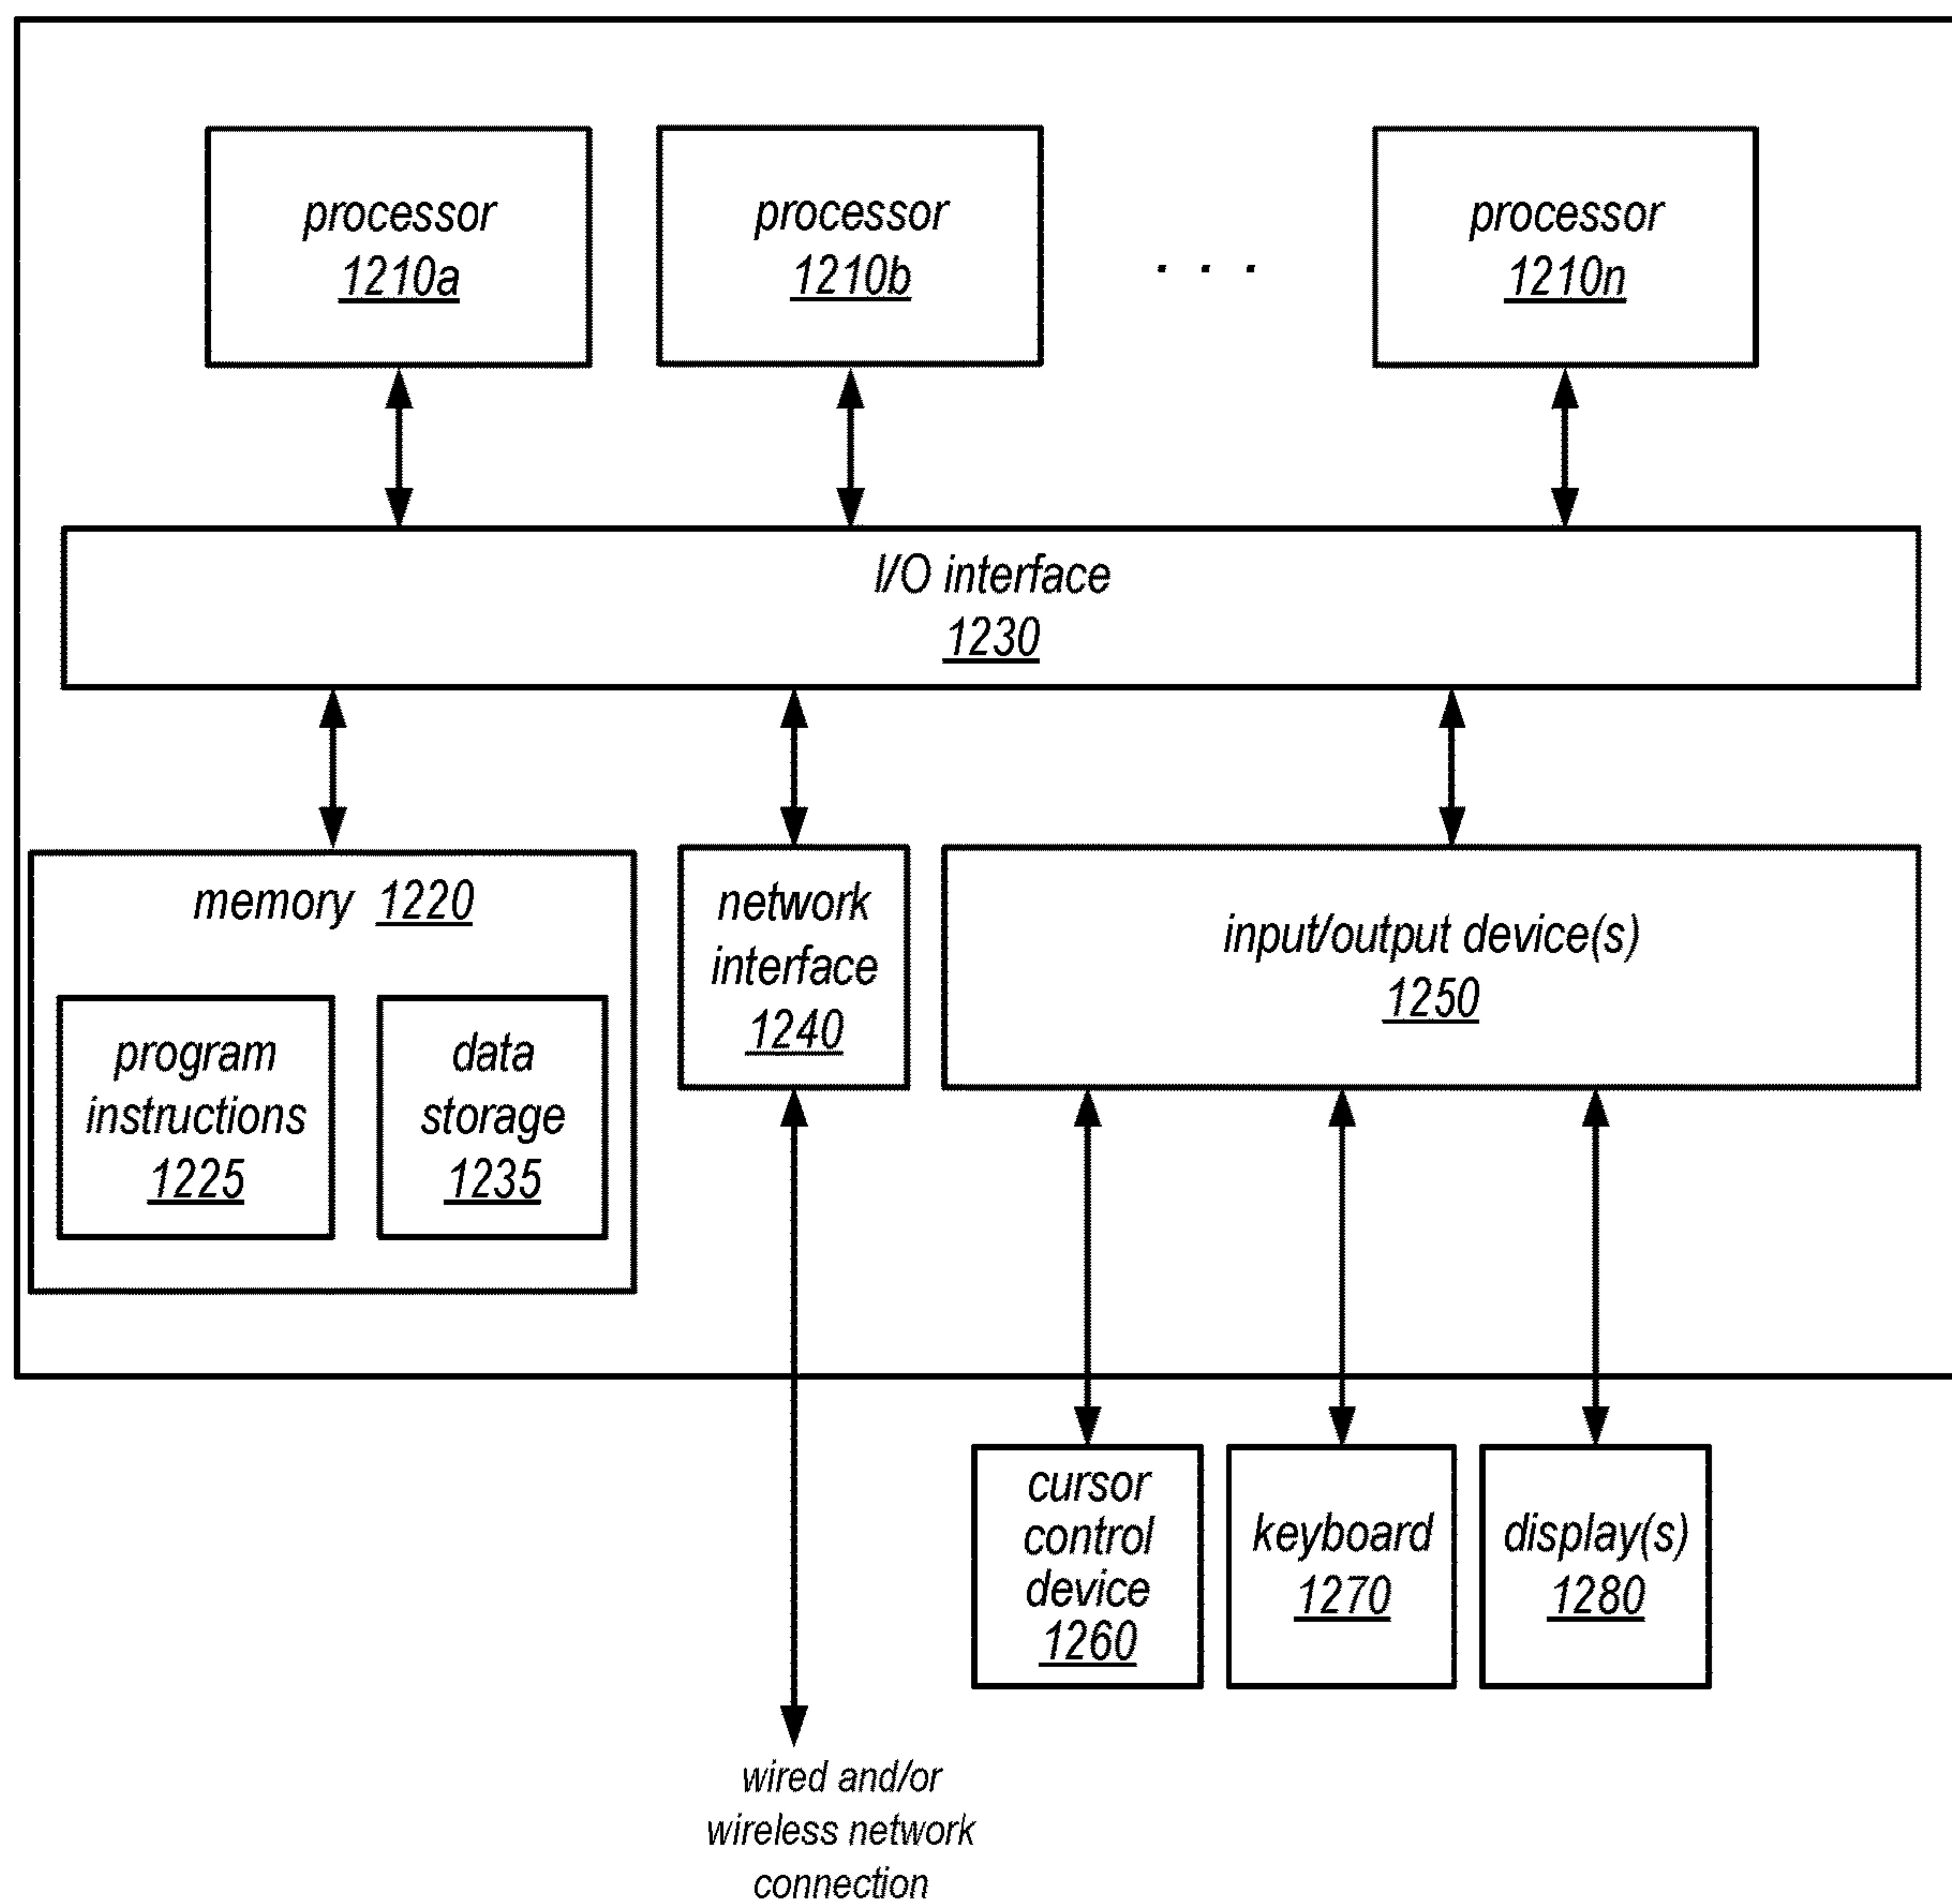 processor
1210a
processor
1210b
. . .
processor
1210n
I/O interface
1230
memory 1220
program
instructions
1225
data
storage
1235
network
interface
1240
input/output device(s)
1250
cursor
control
device
1260
keyboard
1270
display(s)
1280
wired and/or
wireless network
connection